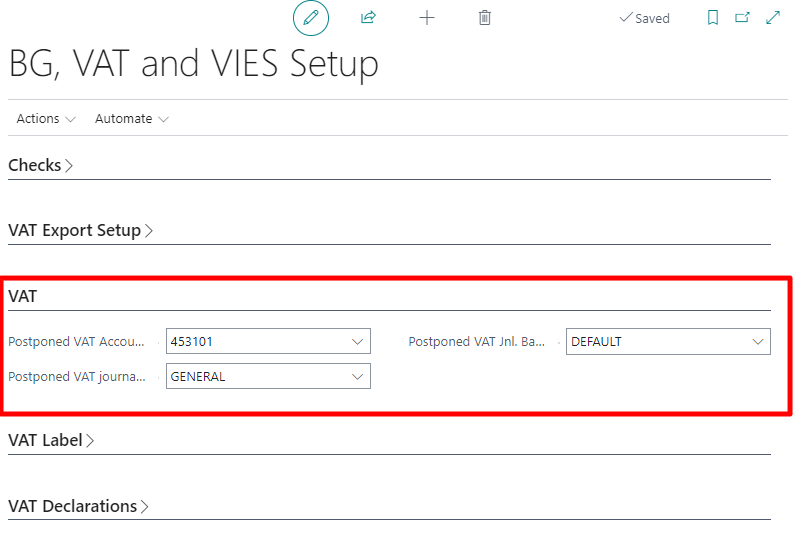 Saved
BG, VAT and VIES Setup
Actions Automate
Checks
VAT Export Setup
VAT
Postponed VAT Accou... 453101 Postponed VAT Jnl. Ba... DEFAULT
Postponed VAT journa... GENERAL
VAT Label
VAT Declarations